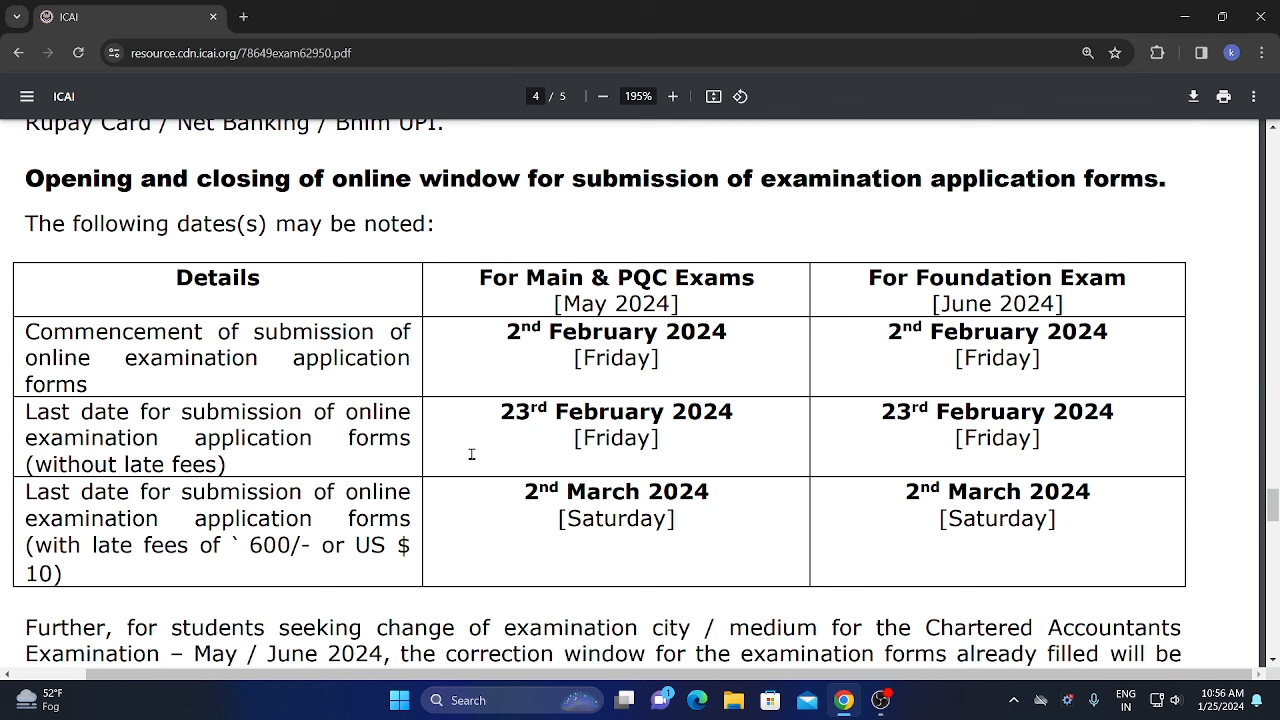 ICAI
resource.cdn.icai.org/78649exam62950.pdf
k
ICAI
4 / 5
195%
Rupay Card / Net Banking / Bhim UPI.
Opening and closing of online window for submission of examination application forms.
The following dates(s) may be noted:
Details
For Main & PQC Exams
[May 2024]
For Foundation Exam
[June 2024]
Commencement of submission of
online examination application
forms
2nd February 2024
[Friday]
2nd February 2024
[Friday]
Last date for submission of online
examination application forms
(without late fees)
23rd February 2024
[Friday]
23rd February 2024
[Friday]
Last date for submission of online
examination application forms
(with late fees of ` 600/- or US $
10)
2nd March 2024
[Saturday]
2nd March 2024
[Saturday]
Further, for students seeking change of examination city / medium for the Chartered Accountants
Examination – May / June 2024, the correction window for the examination forms already filled will be
52°F
Fog
Search
1
ENG
IN
10:56 AM
1/25/2024